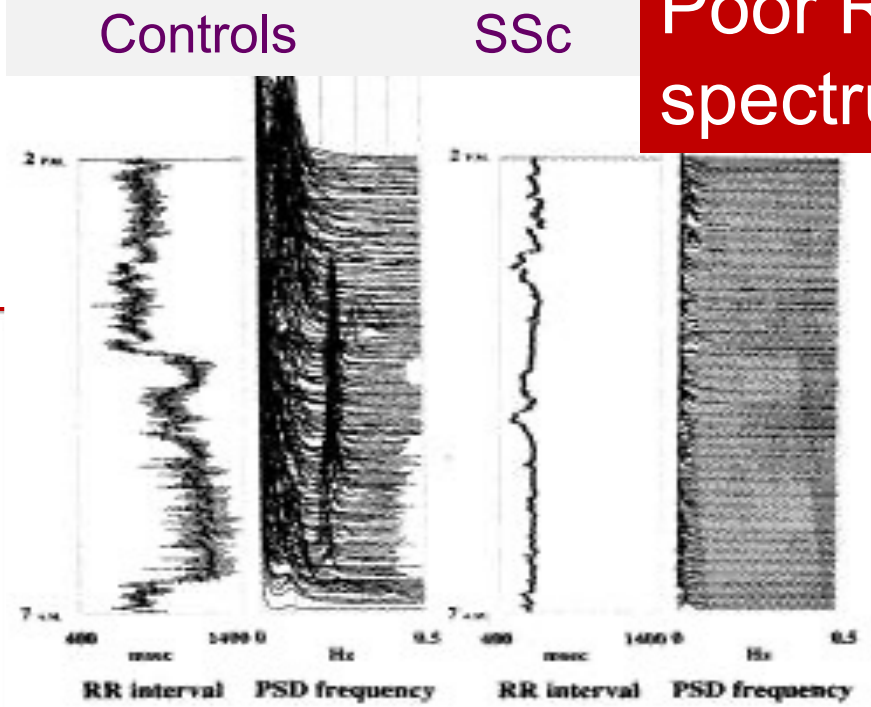 Controls SSc
Poor R
spectru
2 P.M. 2 P.M.
7 A.M. 7 A.M.
400 1400 0 0.5 400 1400 0 0.5
msec Hz msec Hz
RR interval PSD frequency RR interval PSD frequency